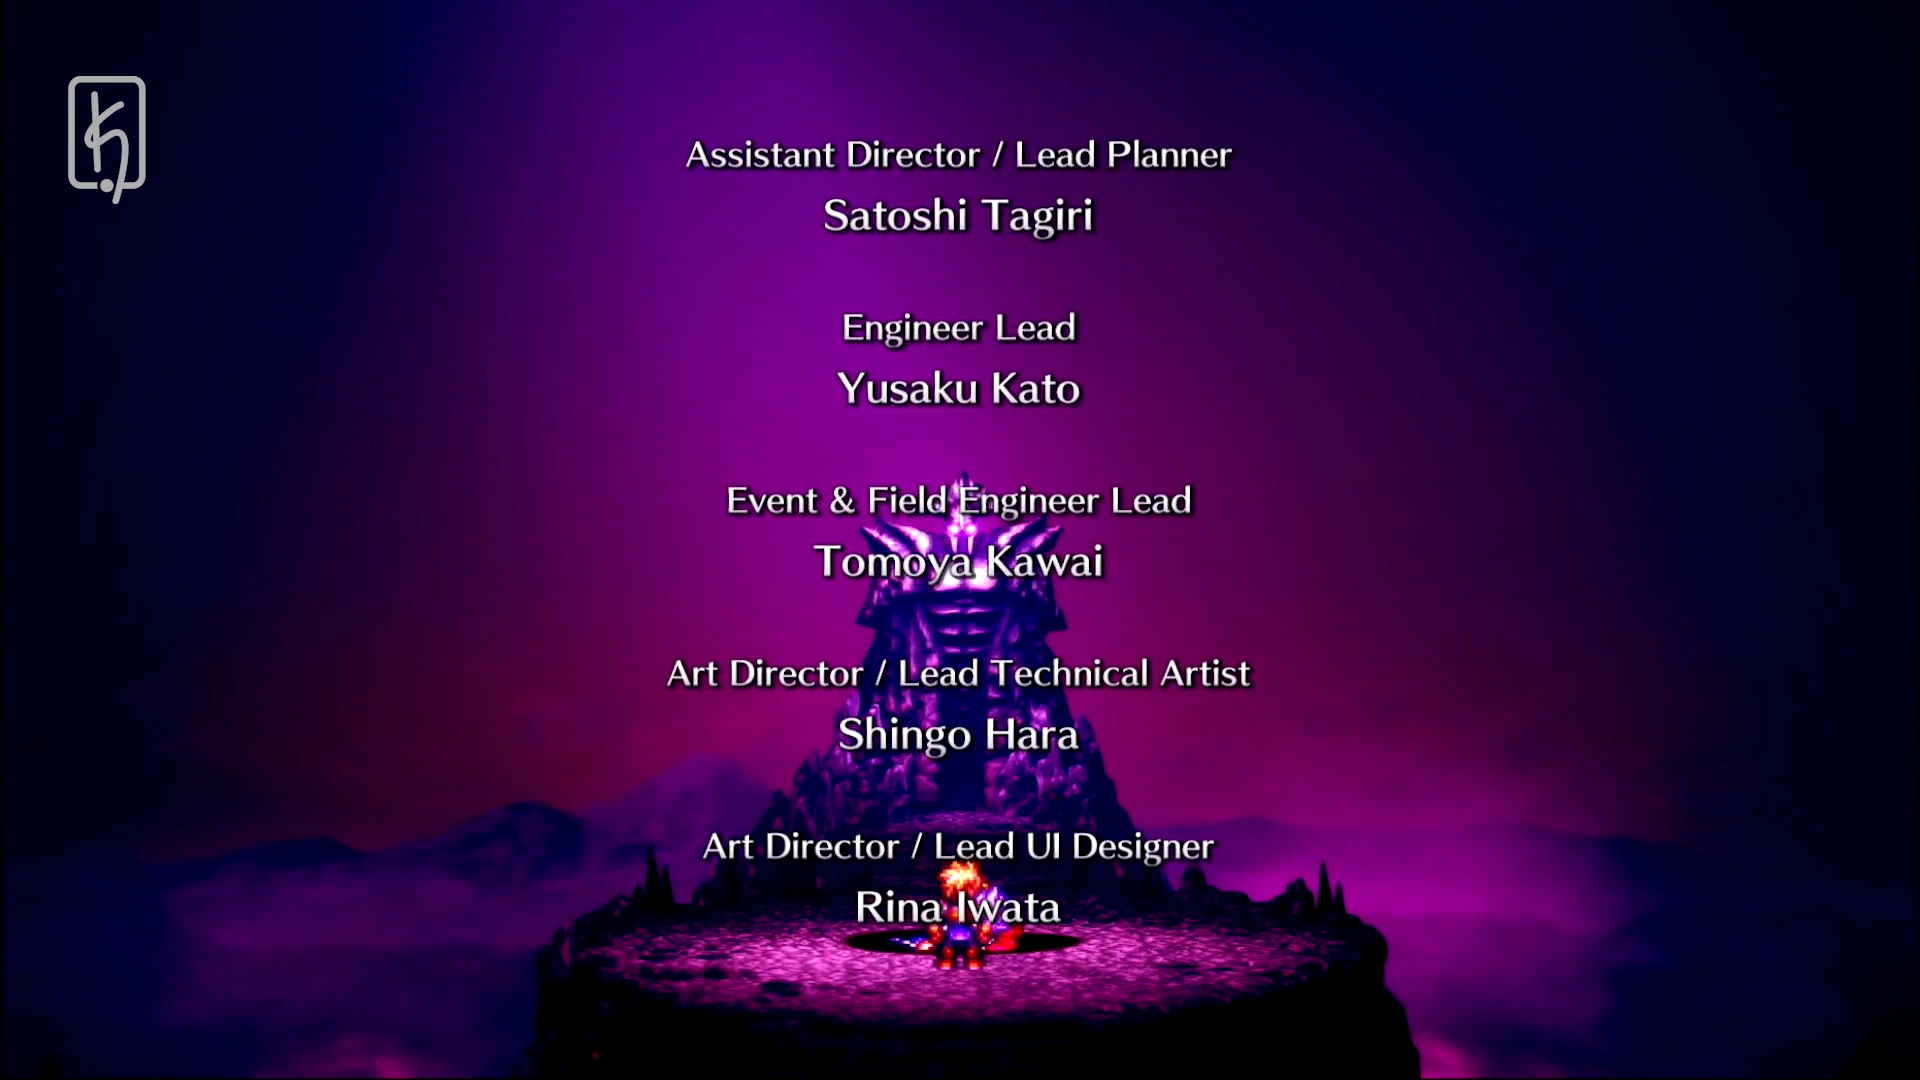 Assistant Director / Lead Planner
Satoshi Tagiri
Engineer Lead
Yusaku Kato
Event & Field Engineer Lead
Tomoya Kawai
Art Director / Lead Technical Artist
Shingo Hara
Art Director / Lead UI Designer
Rina Iwata